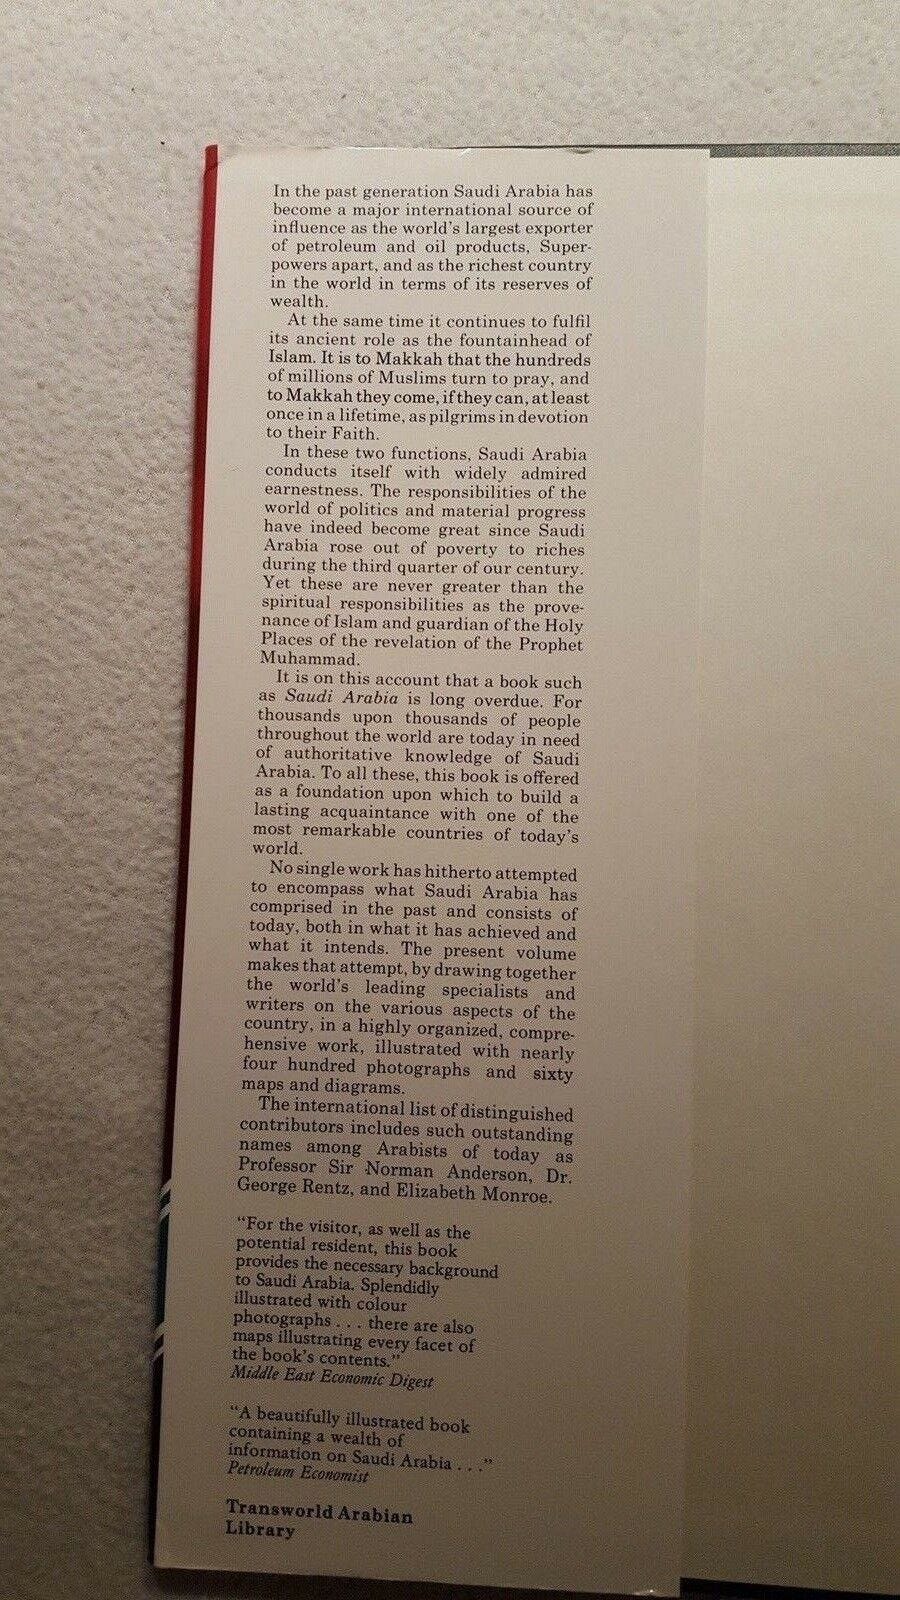 In the past generation Saudi Arabia has
become a major international source of
influence as the world's largest exporter
of petroleum and oil products, Super-
powers apart, and as the richest country
in the world in terms of its reserves of
wealth.
At the same time it continues to fulfil
its ancient role as the fountainhead of
Islam. It is to Makkah that the hundreds
of millions of Muslims turn to pray, and
to Makkah they come, if they can, at least
once in a lifetime, as pilgrims in devotion
to their Faith.
In these two functions, Saudi Arabia
conducts itself with widely admired
earnestness. The responsibilities of the
world of politics and material progress
have indeed become great since Saudi
Arabia rose out of poverty to riches
during the third quarter of our century.
Yet these are never greater than the
spiritual responsibilities as the prove-
nance of Islam and guardian of the Holy
Places of the revelation of the Prophet
Muhammad.
It is on this account that a book such
as Saudi Arabia is long overdue. For
thousands upon thousands of people
throughout the world are today in need
of authoritative knowledge of Saudi
Arabia. To all these, this book is offered
as a foundation upon which to build a
lasting acquaintance with one of the
most remarkable countries of today's
world.
No single work has hitherto attempted
to encompass what Saudi Arabia has
comprised in the past and consists of
today, both in what it has achieved and
what it intends. The present volume
makes that attempt, by drawing together
the world's leading specialists and
writers on the various aspects of the
country, in a highly organized, compre-
hensive work, illustrated with nearly
four hundred photographs and sixty
maps and diagrams.
The international list of distinguished
contributors includes such outstanding
names among Arabists of today as
Professor Sir Norman Anderson, Dr.
George Rentz, and Elizabeth Monroe.
"For the visitor, as well as the
potential resident, this book
provides the necessary background
to Saudi Arabia. Splendidly
illustrated with colour
photographs . . . there are also
maps illustrating every facet of
the book's contents."
Middle East Economic Digest
"A beautifully illustrated book
containing a wealth of
information on Saudi Arabia . . ."
Petroleum Economist
Transworld Arabian
Library